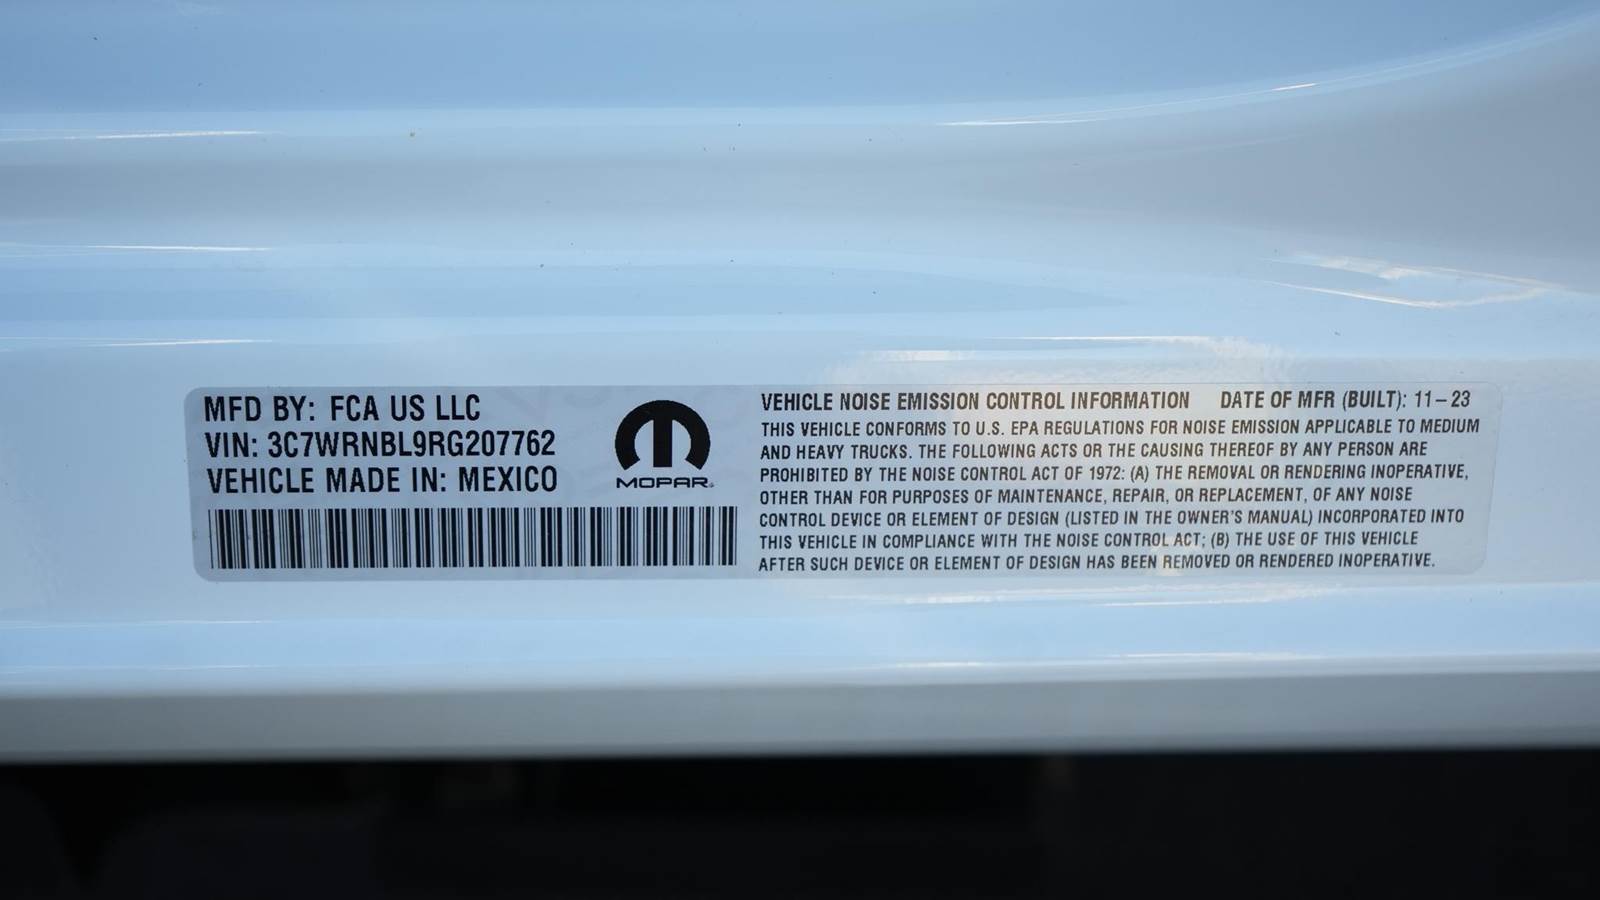 MFD BY: FCA US LLC
VIN: 3C7WRNBL9RG207762
VEHICLE MADE IN: MEXICO
MOPAR
VEHICLE NOISE EMISSION CONTROL INFORMATION DATE OF MFR (BUILT): 11-23
THIS VEHICLE CONFORMS TO U.S. EPA REGULATIONS FOR NOISE EMISSION APPLICABLE TO MEDIUM
AND HEAVY TRUCKS. THE FOLLOWING ACTS OR THE CAUSING THEREOF BY ANY PERSON ARE
PROHIBITED BY THE NOISE CONTROL ACT OF 1972: (A) THE REMOVAL OR RENDERING INOPERATIVE,
OTHER THAN FOR PURPOSES OF MAINTENANCE, REPAIR, OR REPLACEMENT, OF ANY NOISE
CONTROL DEVICE OR ELEMENT OF DESIGN (LISTED IN THE OWNER'S MANUAL) INCORPORATED INTO
THIS VEHICLE IN COMPLIANCE WITH THE NOISE CONTROL ACT; (B) THE USE OF THIS VEHICLE
AFTER SUCH DEVICE OR ELEMENT OF DESIGN HAS BEEN REMOVED OR RENDERED INOPERATIVE.